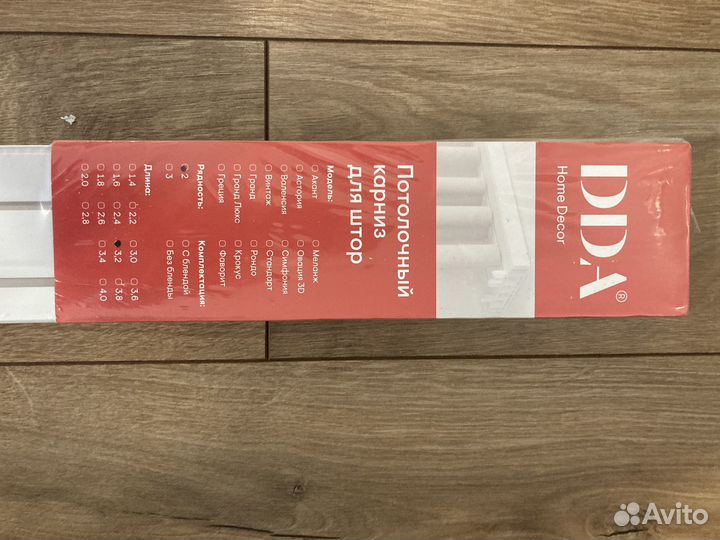 DDA®
Home Decor
Потолочный
карниз
для штор
Модель:
Акант
Меланж
Астория
Овация 3D
Валенсия
Симфония
Винтаж
Стандарт
Гранд
Рондо
Гранд Люкс
Крокус
Греция
Фаворит
Рядность:
Комплектация:
2
С блендой
3
Без бленды
Длина:
1.4 2.2 3.0 3.6
1.6 2.4 3.2 3.8
1.8 2.6 3.4 4.0
2.0 2.8
Avito